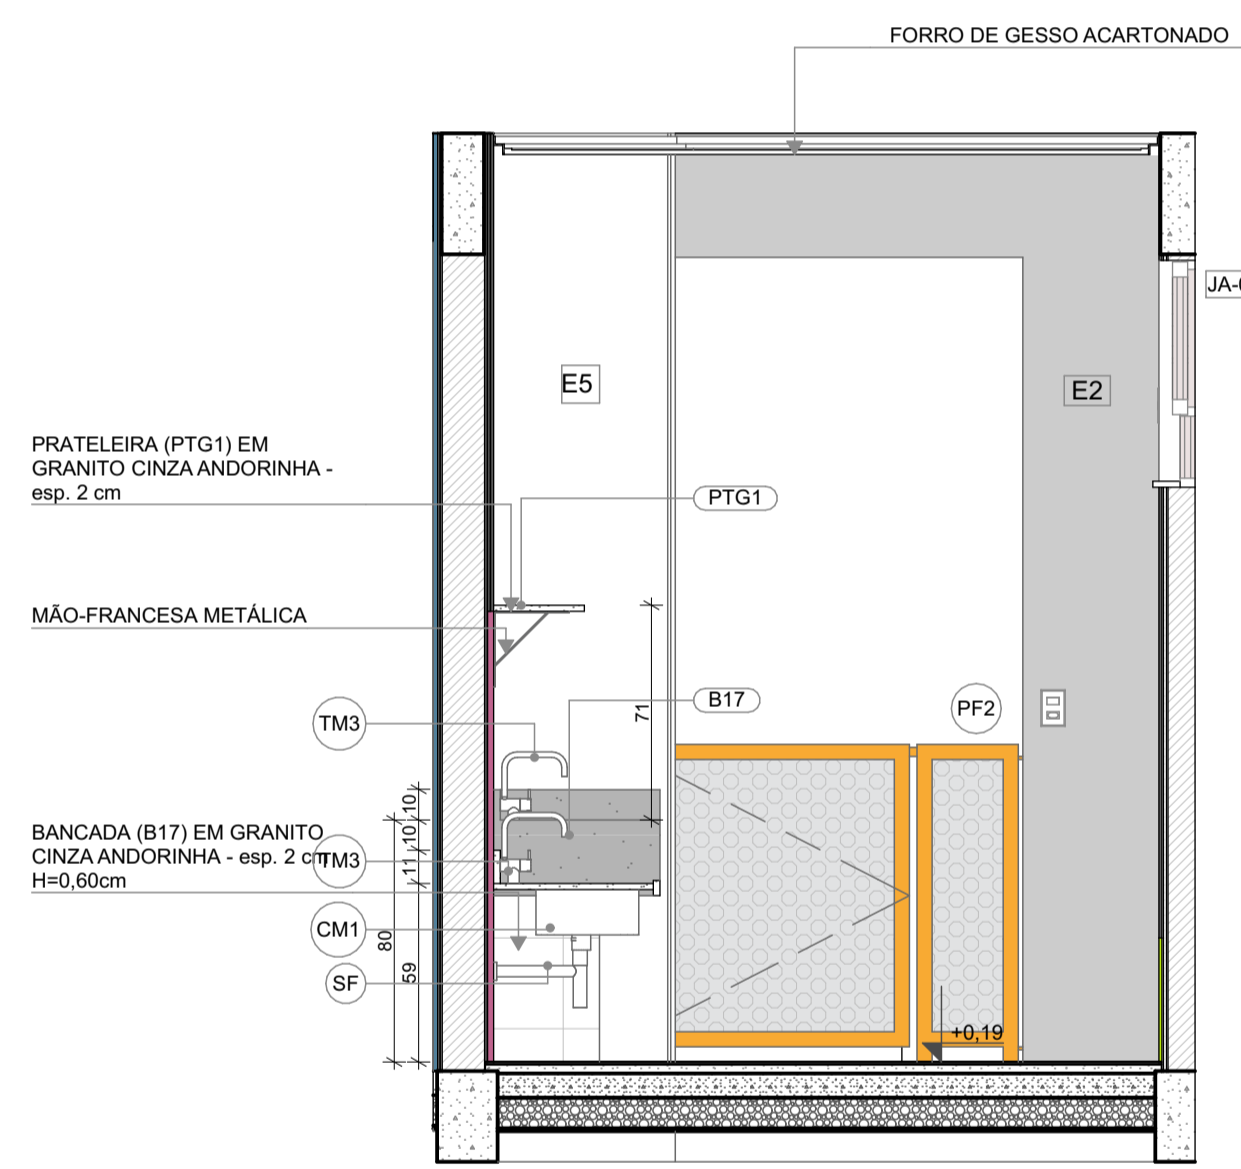 FORRO DE GESSO ACARTONADO
JA-
E5
E2
PRATELEIRA (PTG1) EM
GRANITO CINZA ANDORINHA -
esp. 2 cm
PTG1
MÃO-FRANCESA METÁLICA
B17
71
PF2
TM3
10
BANCADA (B17) EM GRANITO
CINZA ANDORINHA - esp. 2 cm
H=0,60cm
TM3
10
11
CM1
80
59
SF
+0,19